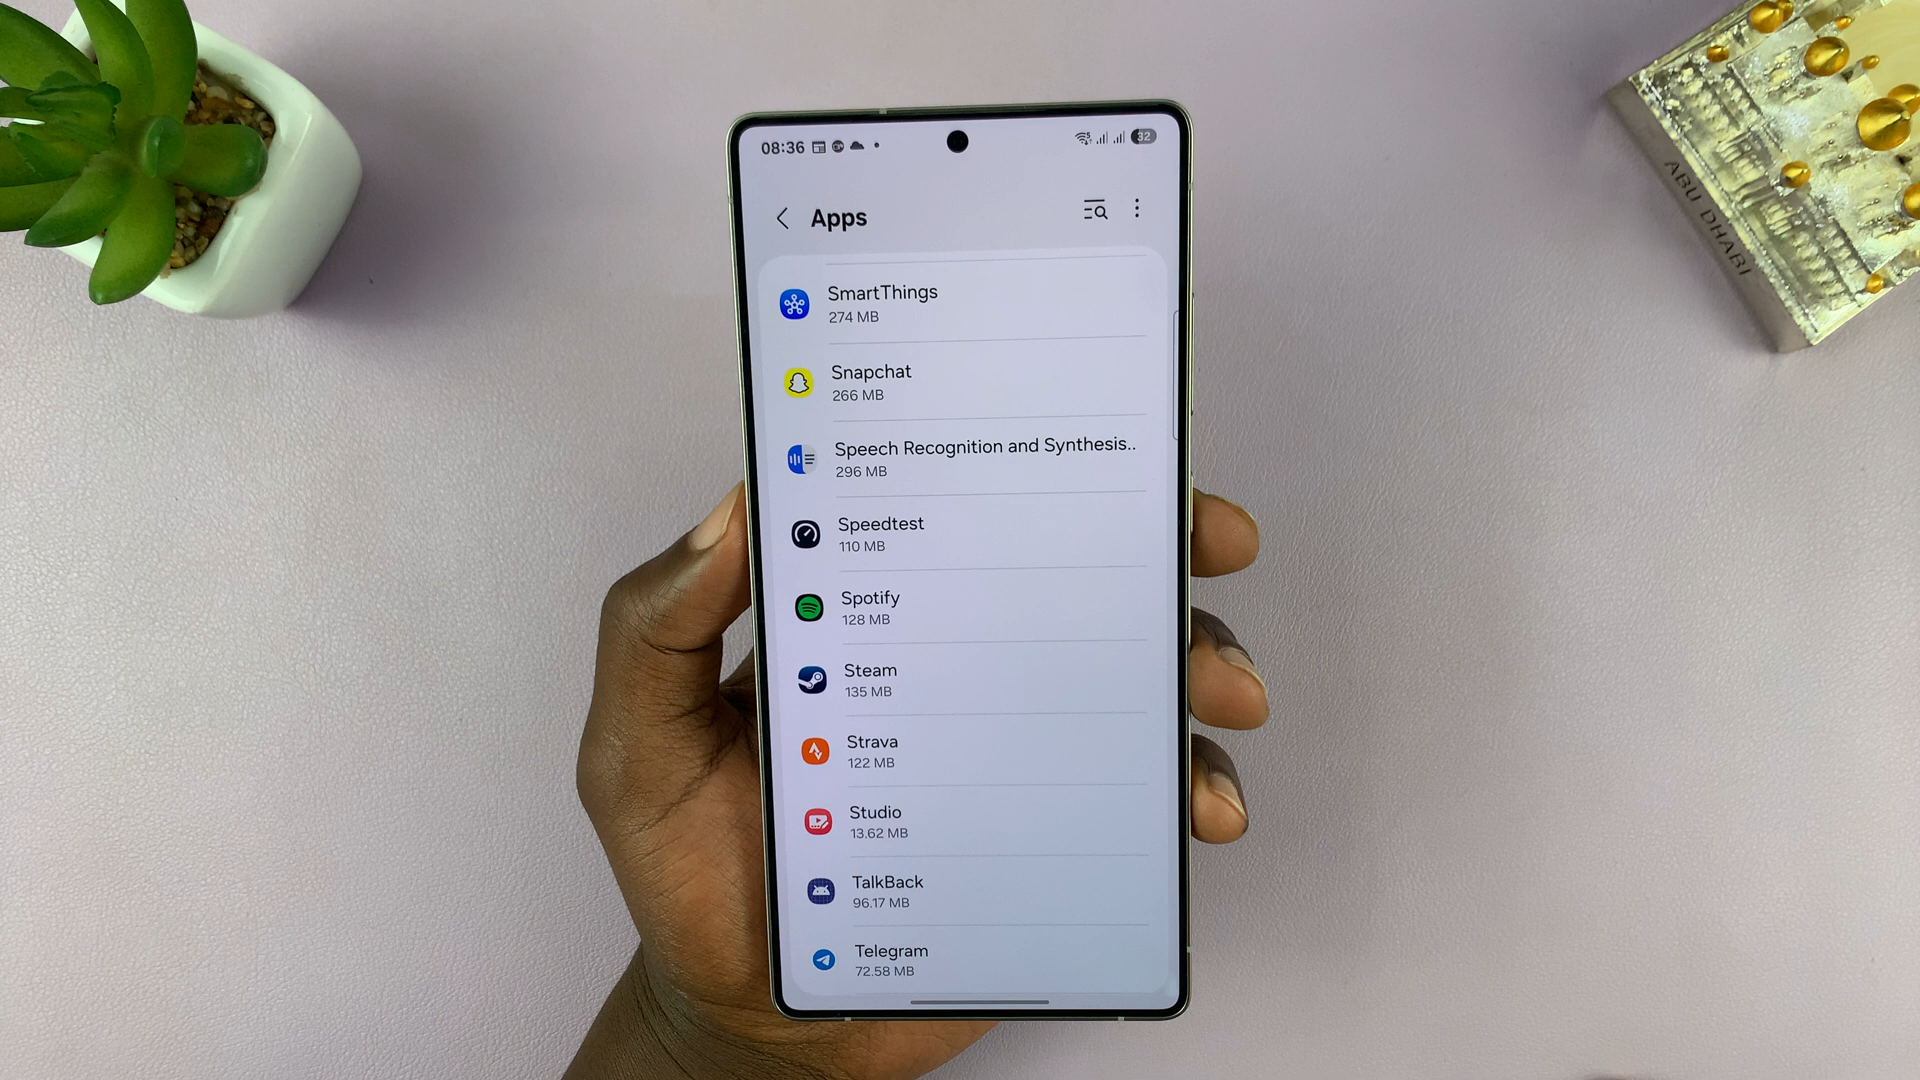 08:36
32
Apps
SmartThings
274 MB
Snapchat
266 MB
Speech Recognition and Synthesis..
296 MB
Speedtest
110 MB
Spotify
128 MB
Steam
135 MB
Strava
122 MB
Studio
13.62 MB
TalkBack
96.17 MB
Telegram
72.58 MB
ABU DHABI